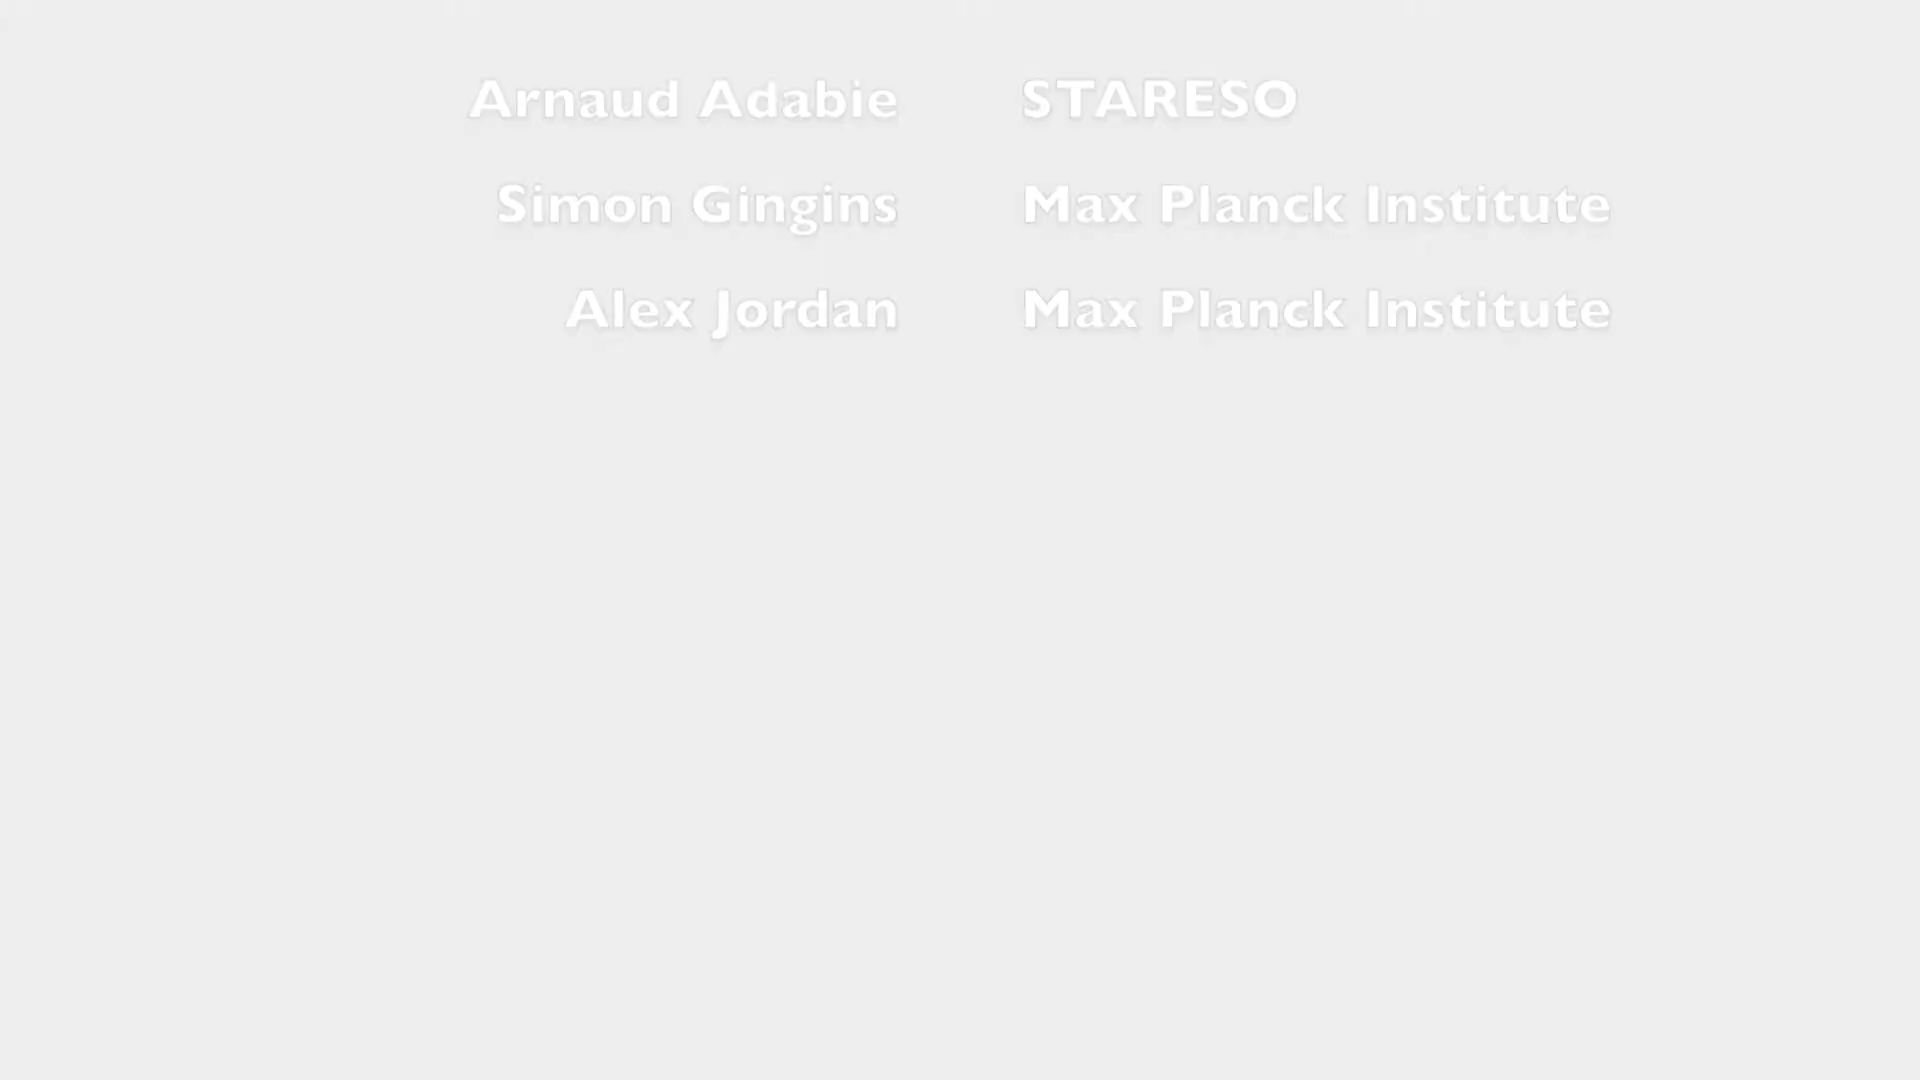 Arnaud Adabie STARESO
Simon Gingins Max Planck Institute
Alex Jordan Max Planck Institute